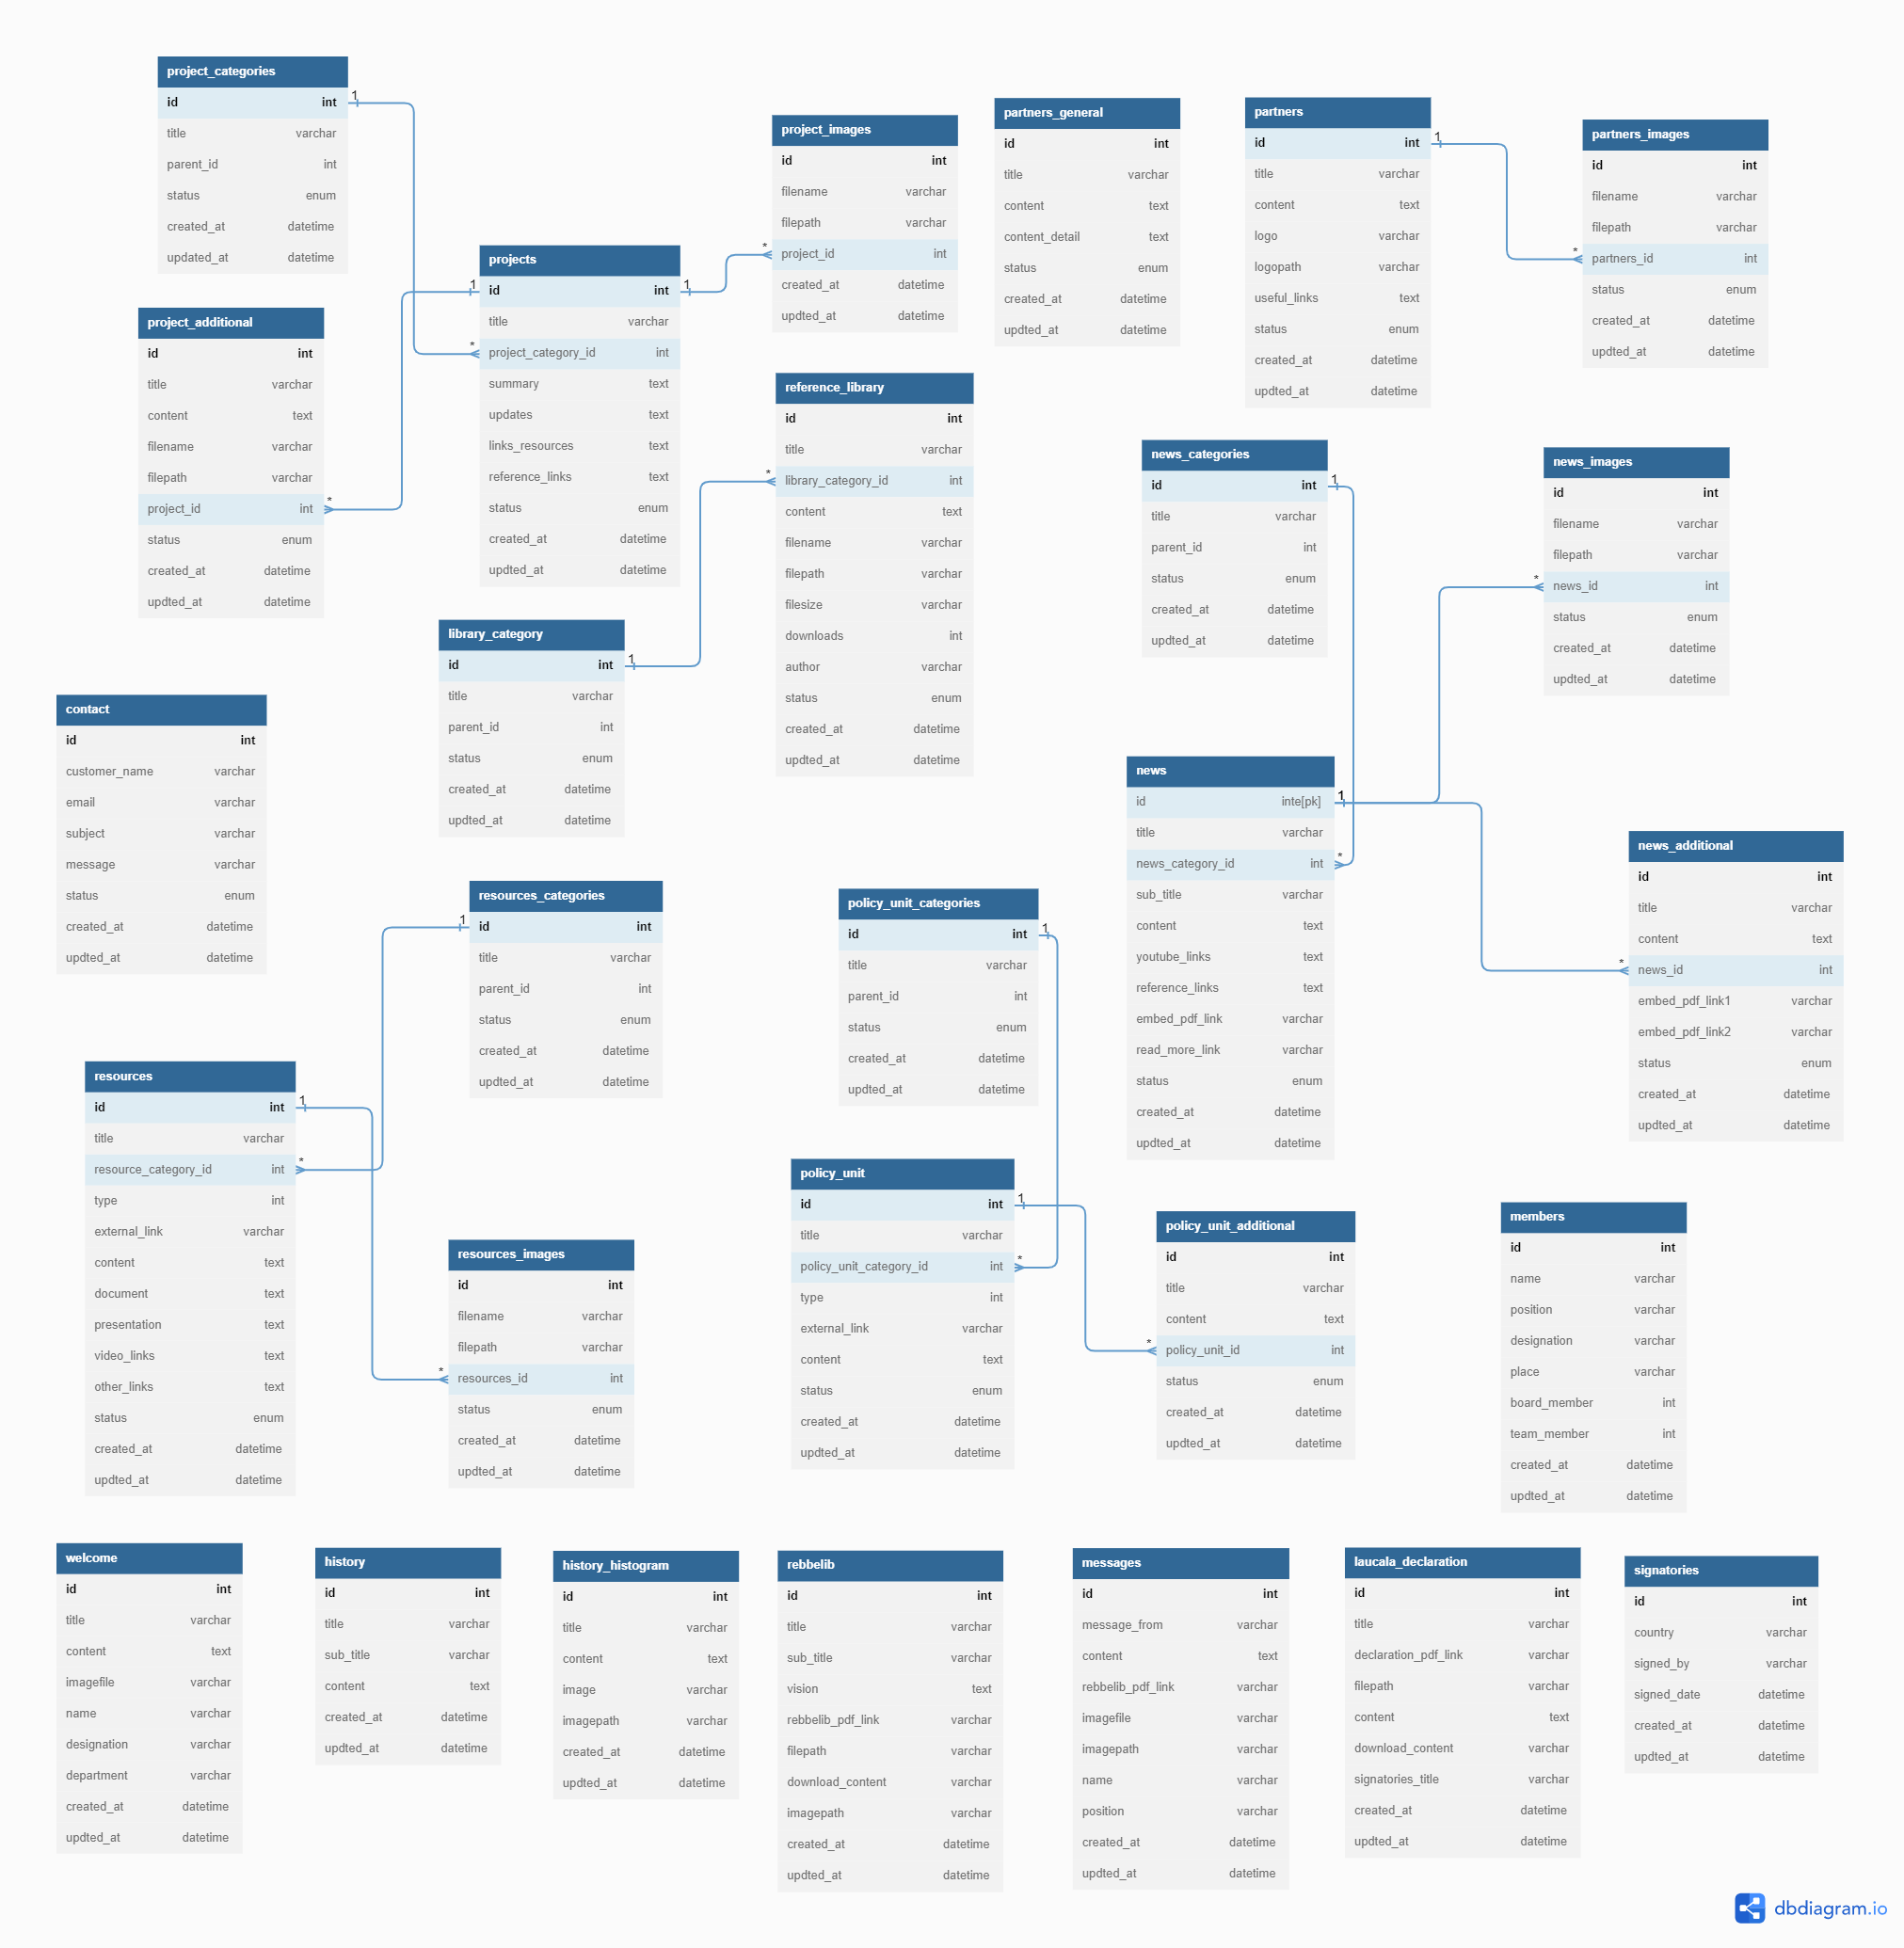 project_categories
id int
title varchar
parent_id int
status enum
created_at datetime
updated_at datetime
1
project_additional
id int
title varchar
content text
filename varchar
filepath varchar
project_id int
status enum
created_at datetime
updted_at datetime
*
projects
1
id int
1
title varchar
*
project_category_id int
summary text
updates text
links_resources text
reference_links text
status enum
created_at datetime
updted_at datetime
project_images
id int
filename varchar
filepath varchar
*
project_id int
created_at datetime
updted_at datetime
partners_general
id int
title varchar
content text
content_detail text
status enum
created_at datetime
updted_at datetime
partners
id int
1
title varchar
content text
logo varchar
logopath varchar
useful_links text
status enum
created_at datetime
updted_at datetime
partners_images
id int
filename varchar
filepath varchar
*
partners_id int
status enum
created_at datetime
updted_at datetime
reference_library
id int
title varchar
*
library_category_id int
content text
filename varchar
filepath varchar
filesize varchar
downloads int
author varchar
status enum
created_at datetime
updted_at datetime
library_category
id int
1
title varchar
parent_id int
status enum
created_at datetime
updted_at datetime
news_categories
id int
1
title varchar
parent_id int
status enum
created_at datetime
updted_at datetime
news_images
id int
filename varchar
filepath varchar
*
news_id int
status enum
created_at datetime
updted_at datetime
contact
id int
customer_name varchar
email varchar
subject varchar
message varchar
status enum
created_at datetime
updted_at datetime
news
id inte[pk]
1
title varchar
news_category_id int
*
sub_title varchar
content text
youtube_links text
reference_links text
embed_pdf_link varchar
read_more_link varchar
status enum
created_at datetime
updted_at datetime
news_additional
id int
title varchar
content text
*
news_id int
embed_pdf_link1 varchar
embed_pdf_link2 varchar
status enum
created_at datetime
updted_at datetime
resources_categories
1
id int
title varchar
parent_id int
status enum
created_at datetime
updted_at datetime
policy_unit_categories
id int
1
title varchar
parent_id int
status enum
created_at datetime
updted_at datetime
resources
id int
1
title varchar
resource_category_id int
*
type int
external_link varchar
content text
document text
presentation text
video_links text
other_links text
status enum
created_at datetime
updted_at datetime
resources_images
id int
filename varchar
filepath varchar
*
resources_id int
status enum
created_at datetime
updted_at datetime
policy_unit
id int
1
title varchar
policy_unit_category_id int
*
type int
external_link varchar
content text
status enum
created_at datetime
updted_at datetime
policy_unit_additional
id int
title varchar
content text
*
policy_unit_id int
status enum
created_at datetime
updted_at datetime
members
id int
name varchar
position varchar
designation varchar
place varchar
board_member int
team_member int
created_at datetime
updted_at datetime
welcome
id int
title varchar
content text
imagefile varchar
name varchar
designation varchar
department varchar
created_at datetime
updted_at datetime
history
id int
title varchar
sub_title varchar
content text
created_at datetime
updted_at datetime
history_histogram
id int
title varchar
content text
image varchar
imagepath varchar
created_at datetime
updted_at datetime
rebbelib
id int
title varchar
sub_title varchar
vision text
rebbelib_pdf_link varchar
filepath varchar
download_content varchar
imagepath varchar
created_at datetime
updted_at datetime
messages
id int
message_from varchar
content text
rebbelib_pdf_link varchar
imagefile varchar
imagepath varchar
name varchar
position varchar
created_at datetime
updted_at datetime
laucala_declaration
id int
title varchar
declaration_pdf_link varchar
filepath varchar
content text
download_content varchar
signatories_title varchar
created_at datetime
updted_at datetime
signatories
id int
country varchar
signed_by varchar
signed_date datetime
created_at datetime
updted_at datetime
dbdiagram.io